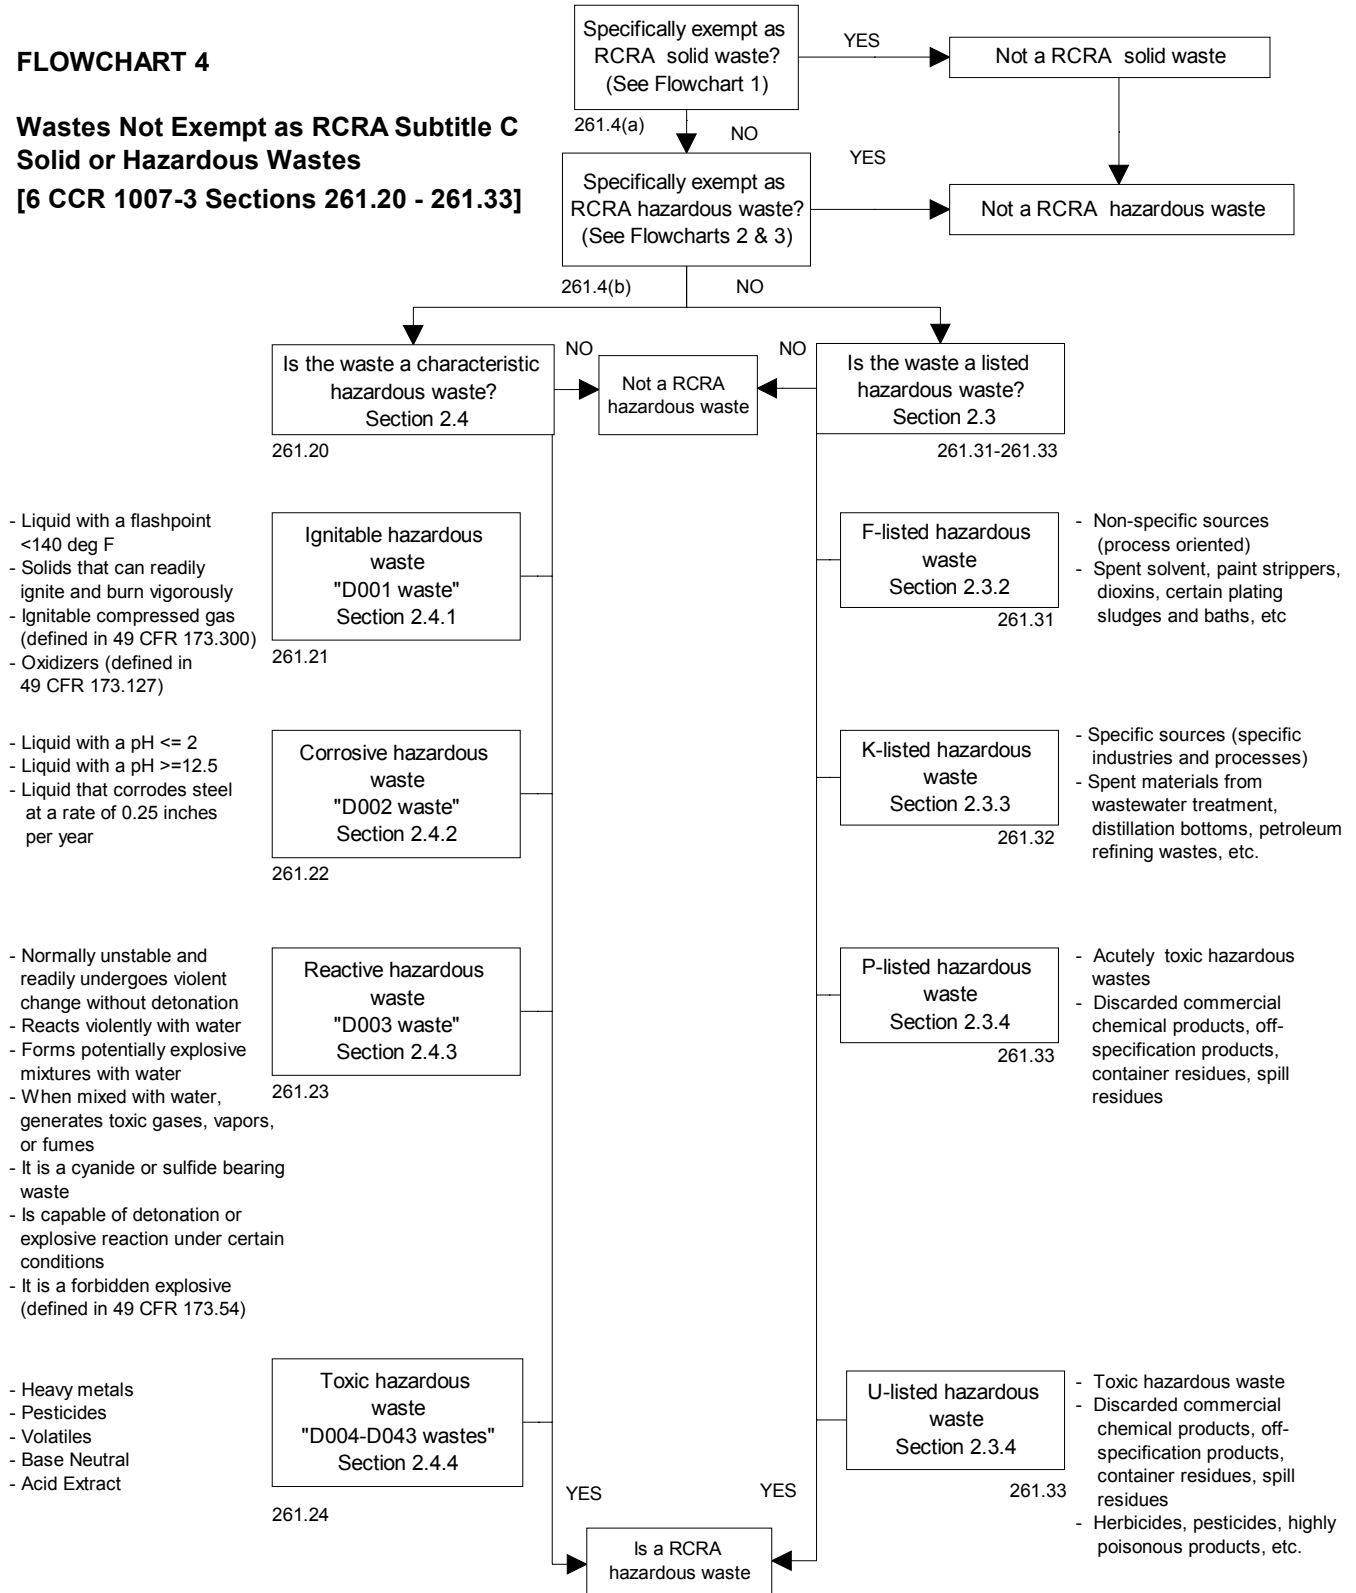 FLOWCHART 4
Wastes Not Exempt as RCRA Subtitle C
Solid or Hazardous Wastes
[6 CCR 1007-3 Sections 261.20 - 261.33]
Specifically exempt as
RCRA solid waste?
(See Flowchart 1)
YES
Not a RCRA solid waste
261.4(a)
NO
Specifically exempt as
RCRA hazardous waste?
(See Flowcharts 2 & 3)
YES
Not a RCRA hazardous waste
261.4(b)
NO
Is the waste a characteristic
hazardous waste?
Section 2.4
261.20
NO
Not a RCRA
hazardous waste
NO
Is the waste a listed
hazardous waste?
Section 2.3
261.31-261.33
- Liquid with a flashpoint
<140 deg F
- Solids that can readily
ignite and burn vigorously
- Ignitable compressed gas
(defined in 49 CFR 173.300)
- Oxidizers (defined in
49 CFR 173.127)
Ignitable hazardous
waste
"D001 waste"
Section 2.4.1
261.21
F-listed hazardous
waste
Section 2.3.2
261.31
- Non-specific sources
(process oriented)
- Spent solvent, paint strippers,
dioxins, certain plating
sludges and baths, etc
- Liquid with a pH <= 2
- Liquid with a pH >=12.5
- Liquid that corrodes steel
at a rate of 0.25 inches
per year
Corrosive hazardous
waste
"D002 waste"
Section 2.4.2
261.22
K-listed hazardous
waste
Section 2.3.3
261.32
- Specific sources (specific
industries and processes)
- Spent materials from
wastewater treatment,
distillation bottoms, petroleum
refining wastes, etc.
- Normally unstable and
readily undergoes violent
change without detonation
- Reacts violently with water
- Forms potentially explosive
mixtures with water
- When mixed with water,
generates toxic gases, vapors,
or fumes
- It is a cyanide or sulfide bearing
waste
- Is capable of detonation or
explosive reaction under certain
conditions
- It is a forbidden explosive
(defined in 49 CFR 173.54)
Reactive hazardous
waste
"D003 waste"
Section 2.4.3
261.23
P-listed hazardous
waste
Section 2.3.4
261.33
- Acutely toxic hazardous
wastes
- Discarded commercial
chemical products, off-
specification products,
container residues, spill
residues
- Heavy metals
- Pesticides
- Volatiles
- Base Neutral
- Acid Extract
Toxic hazardous
waste
"D004-D043 wastes"
Section 2.4.4
261.24
U-listed hazardous
waste
Section 2.3.4
261.33
- Toxic hazardous waste
- Discarded commercial
chemical products, off-
specification products,
container residues, spill
residues
- Herbicides, pesticides, highly
poisonous products, etc.
YES
YES
Is a RCRA
hazardous waste